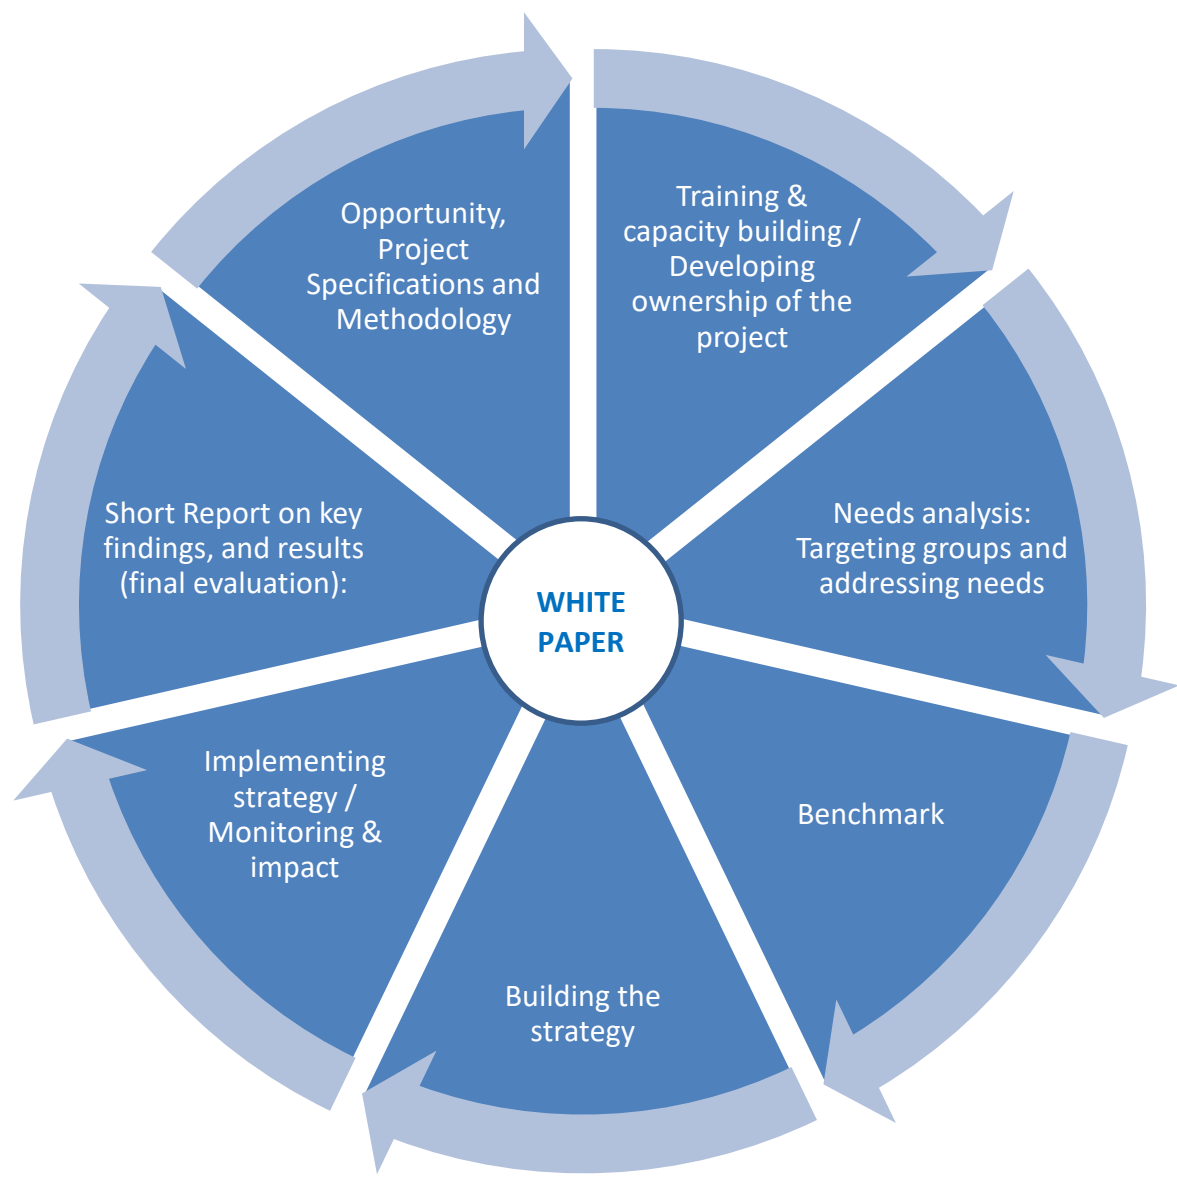 Opportunity,
Project
Specifications and
Methodology
Training &
capacity building /
Developing
ownership of the
project
Needs analysis:
Targeting groups and
addressing needs
Benchmark
Building the
strategy
Implementing
strategy /
Monitoring &
impact
Short Report on key
findings, and results
(final evaluation):
WHITE
PAPER